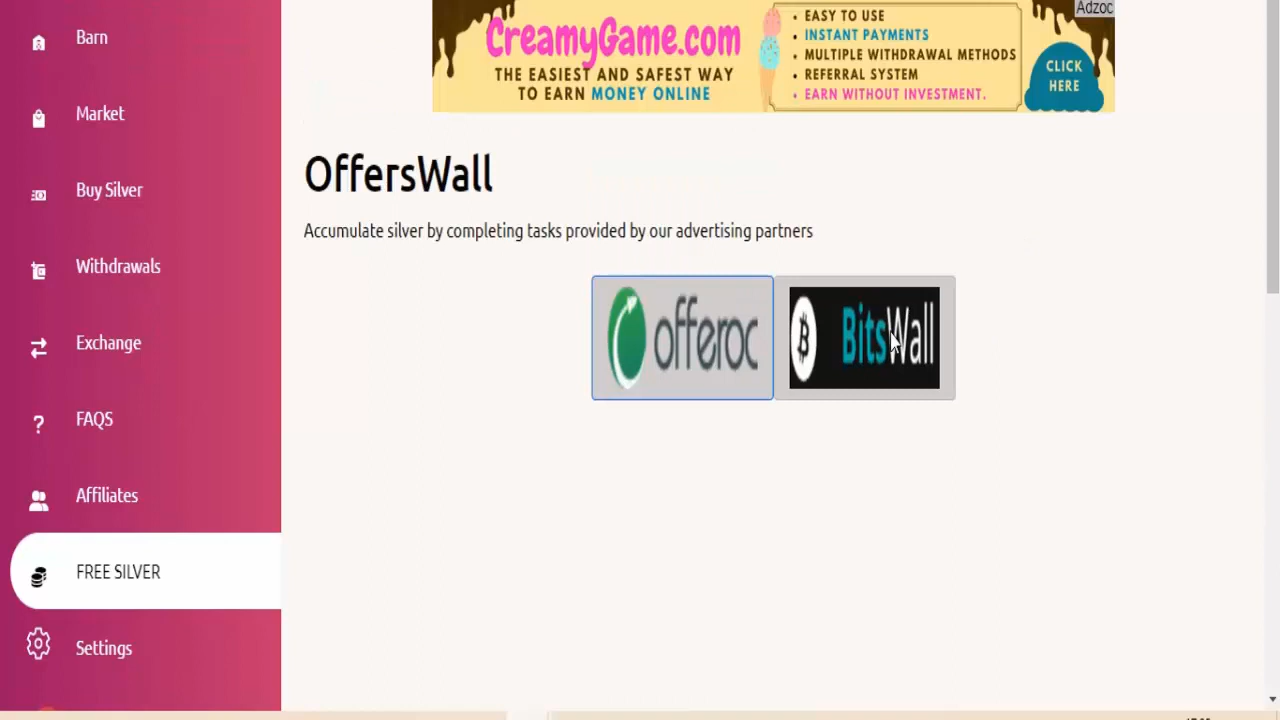 Barn
Market
Buy Silver
Withdrawals
Exchange
FAQS
Affiliates
FREE SILVER
Settings
CreamyGame.com
THE EASIEST AND SAFEST WAY
TO EARN MONEY ONLINE
• EASY TO USE
• INSTANT PAYMENTS
• MULTIPLE WITHDRAWAL METHODS
• REFERRAL SYSTEM
• EARN WITHOUT INVESTMENT.
CLICK
HERE
Adzoc
OffersWall
Accumulate silver by completing tasks provided by our advertising partners
offeroc
BitsWall